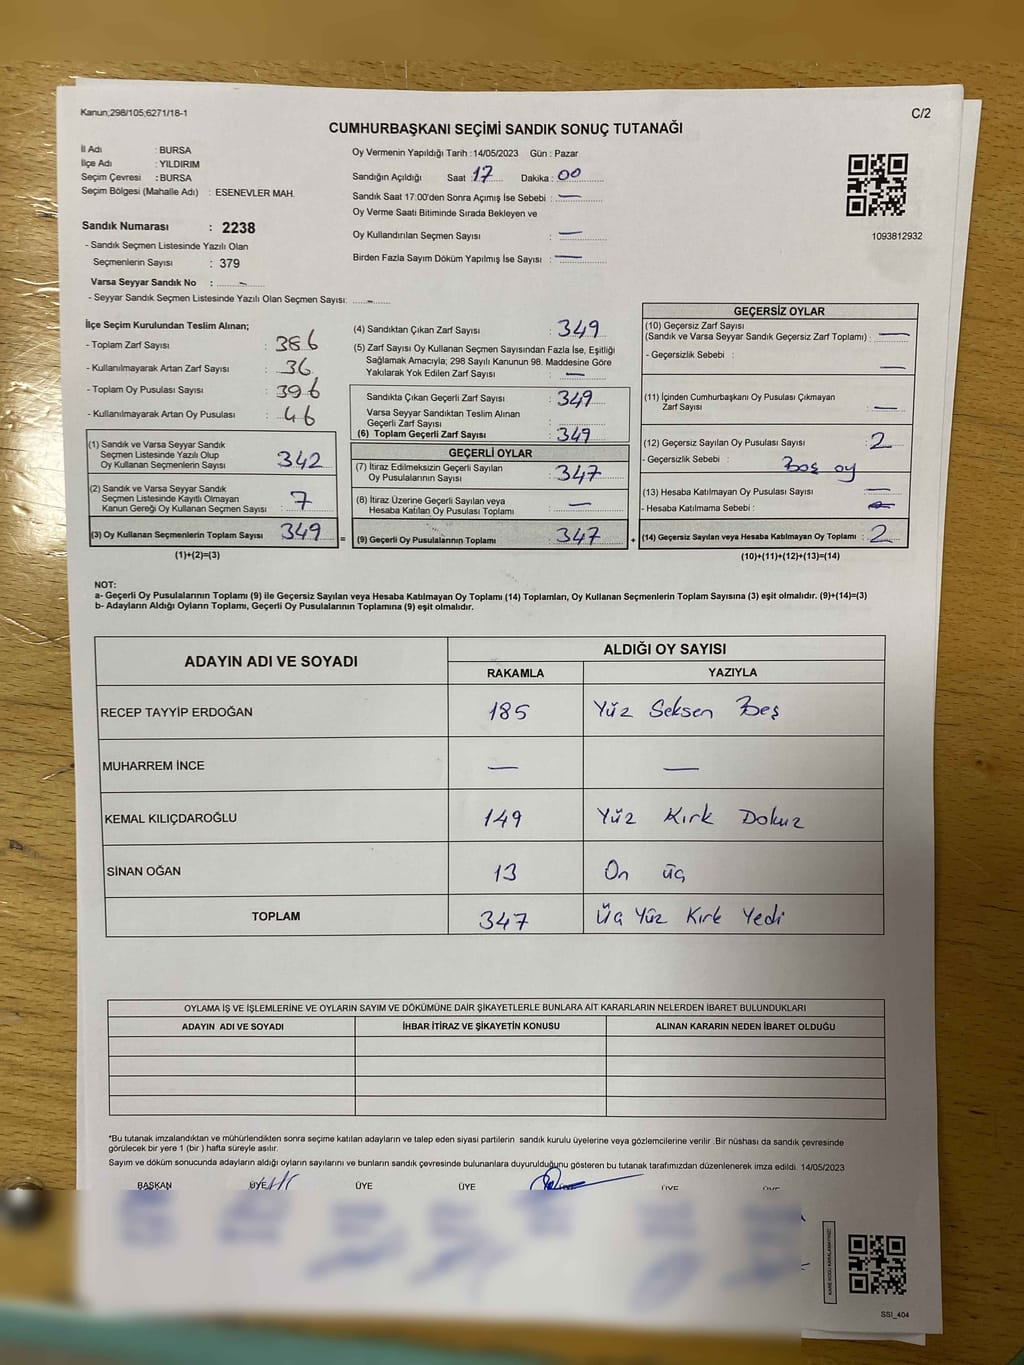 Kanun;298/105;6271/18-1
C/2
CUMHURBAŞKANI SEÇİMİ SANDIK SONUÇ TUTANAĞI
İl Adı : BURSA
İlçe Adı : YILDIRIM
Seçim Çevresi : BURSA
Seçim Bölgesi (Mahalle Adı) : ESENEVLER MAH.
Sandık Numarası : 2238
- Sandık Seçmen Listesinde Yazılı Olan
Seçmenlerin Sayısı : 379
Varsa Seyyar Sandık No : –
- Seyyar Sandık Seçmen Listesinde Yazılı Olan Seçmen Sayısı: –
Oy Vermenin Yapıldığı Tarih :14/05/2023 Gün : Pazar
Sandığın Açıldığı Saat : 17 Dakika : 00
Sandık Saat 17:00'den Sonra Açımış İse Sebebi : —
Oy Verme Saati Bitiminde Sırada Bekleyen ve
Oy Kullandırılan Seçmen Sayısı : —
Birden Fazla Sayım Döküm Yapılmış İse Sayısı : —
1093812932
İlçe Seçim Kurulundan Teslim Alınan;
- Toplam Zarf Sayısı : 386
- Kullanılmayarak Artan Zarf Sayısı : 36
- Toplam Oy Pusulası Sayısı : 396
- Kullanılmayarak Artan Oy Pusulası : 46
(1) Sandık ve Varsa Seyyar Sandık
Seçmen Listesinde Yazılı Olup
Oy Kullanan Seçmenlerin Sayısı : 342
(2) Sandık ve Varsa Seyyar Sandık
Seçmen Listesinde Kayıtlı Olmayan
Kanun Gereği Oy Kullanan Seçmen Sayısı : 7
(3) Oy Kullanan Seçmenlerin Toplam Sayısı : 349 =
(1)+(2)=(3)
(4) Sandıktan Çıkan Zarf Sayısı : 349
(5) Zarf Sayısı Oy Kullanan Seçmen Sayısından Fazla İse, Eşitliği
Sağlamak Amacıyla; 298 Sayılı Kanunun 98. Maddesine Göre
Yakılarak Yok Edilen Zarf Sayısı : —
Sandıkta Çıkan Geçerli Zarf Sayısı : 349
Varsa Seyyar Sandıktan Teslim Alınan
Geçerli Zarf Sayısı :
(6) Toplam Geçerli Zarf Sayısı : 349
GEÇERLİ OYLAR
(7) İtiraz Edilmeksizin Geçerli Sayılan
Oy Pusulalarının Sayısı : 347
(8) İtiraz Üzerine Geçerli Sayılan veya
Hesaba Katılan Oy Pusulası Toplamı : —
(9) Geçerli Oy Pusulalarının Toplamı : 347 +
GEÇERSİZ OYLAR
(10) Geçersiz Zarf Sayısı
(Sandık ve Varsa Seyyar Sandık Geçersiz Zarf Toplamı) : —
- Geçersizlik Sebebi : —
(11) İçinden Cumhurbaşkanı Oy Pusulası Çıkmayan
Zarf Sayısı : —
(12) Geçersiz Sayılan Oy Pusulası Sayısı : 2
- Geçersizlik Sebebi : Boş oy
(13) Hesaba Katılmayan Oy Pusulası Sayısı : —
- Hesaba Katılmama Sebebi : —
(14) Geçersiz Sayılan veya Hesaba Katılmayan Oy Toplamı : 2
(10)+(11)+(12)+(13)=(14)
NOT:
a- Geçerli Oy Pusulalarının Toplamı (9) ile Geçersiz Sayılan veya Hesaba Katılmayan Oy Toplamı (14) Toplamları, Oy Kullanan Seçmenlerin Toplam Sayısına (3) eşit olmalıdır. (9)+(14)=(3)
b- Adayların Aldığı Oyların Toplamı, Geçerli Oy Pusulalarının Toplamına (9) eşit olmalıdır.
ADAYIN ADI VE SOYADI ALDIĞI OY SAYISI
RAKAMLA YAZIYLA
RECEP TAYYİP ERDOĞAN 185 Yüz Seksen Beş
MUHARREM İNCE — —
KEMAL KILIÇDAROĞLU 149 Yüz Kırk Dokuz
SİNAN OĞAN 13 On üç
TOPLAM 347 Üç Yüz Kırk Yedi
OYLAMA İŞ VE İŞLEMLERİNE VE OYLARIN SAYIM VE DÖKÜMÜNE DAİR ŞİKAYETLERLE BUNLARA AİT KARARLARIN NELERDEN İBARET BULUNDUKLARI
ADAYIN ADI VE SOYADI İHBAR İTİRAZ VE ŞİKAYETİN KONUSU ALINAN KARARIN NEDEN İBARET OLDUĞU
*Bu tutanak imzalandıktan ve mühürlendikten sonra seçime katılan adayların ve talep eden siyasi partilerin sandık kurulu üyelerine veya gözlemcilerine verilir .Bir nüshası da sandık çevresinde
görülecek bir yere 1 (bir ) hafta süreyle asılır.
Sayım ve döküm sonucunda adayların aldığı oyların sayılarını ve bunların sandık çevresinde bulunanlara duyurulduğunu gösteren bu tutanak tarafımızdan düzenlenerek imza edildi. 14/05/2023
BAŞKAN ÜYE ÜYE ÜYE ÜYE ÜYE
KARE KODU KARALAMAYINIZ!
SSI_404